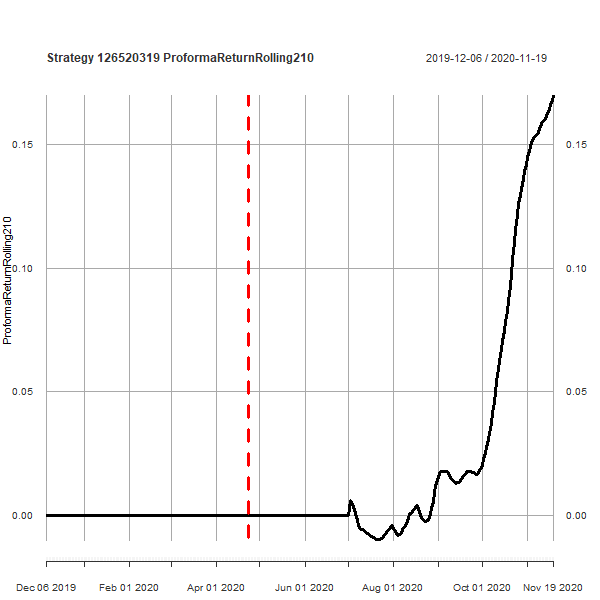 Strategy 126520319 ProformaReturnRolling210
2019-12-06 / 2020-11-19
0.15 0.15
0.10 0.10
0.05 0.05
0.00 0.00
ProformaReturnRolling210
Dec 06 2019 Feb 01 2020 Apr 01 2020 Jun 01 2020 Aug 01 2020 Oct 01 2020 Nov 19 2020